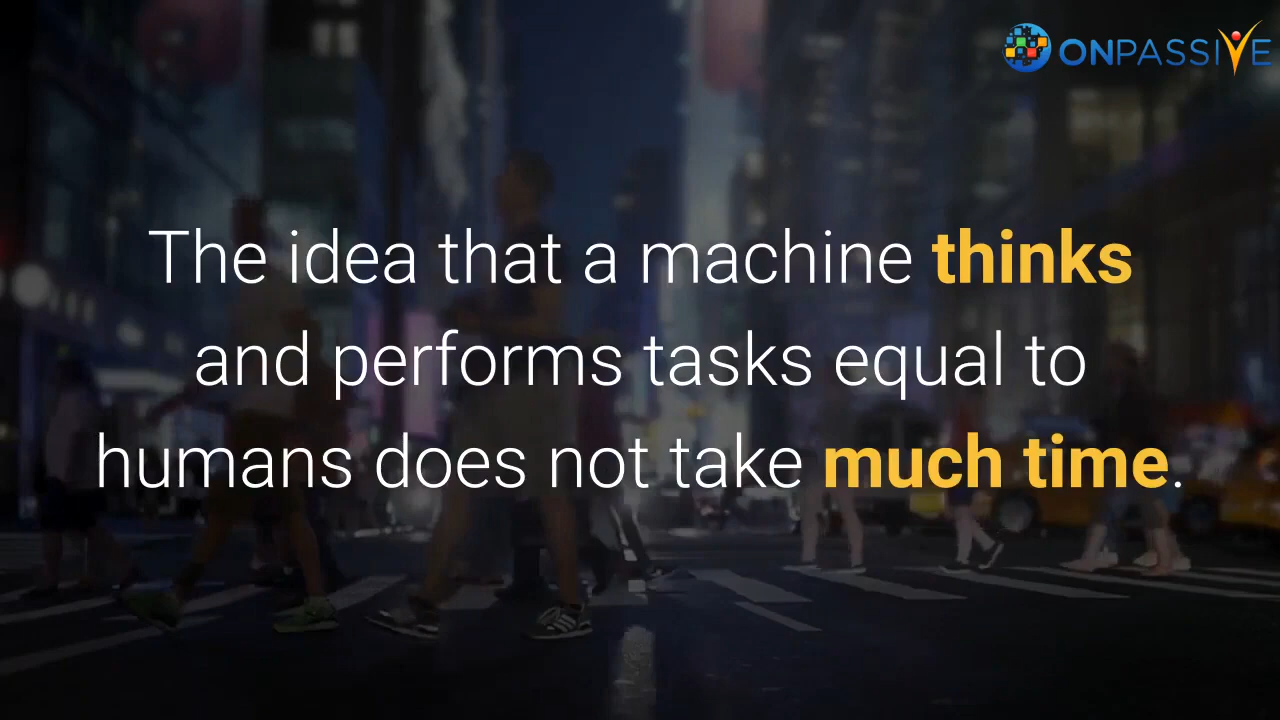 ONPASSIVE
The idea that a machine thinks
and performs tasks equal to
humans does not take much time.